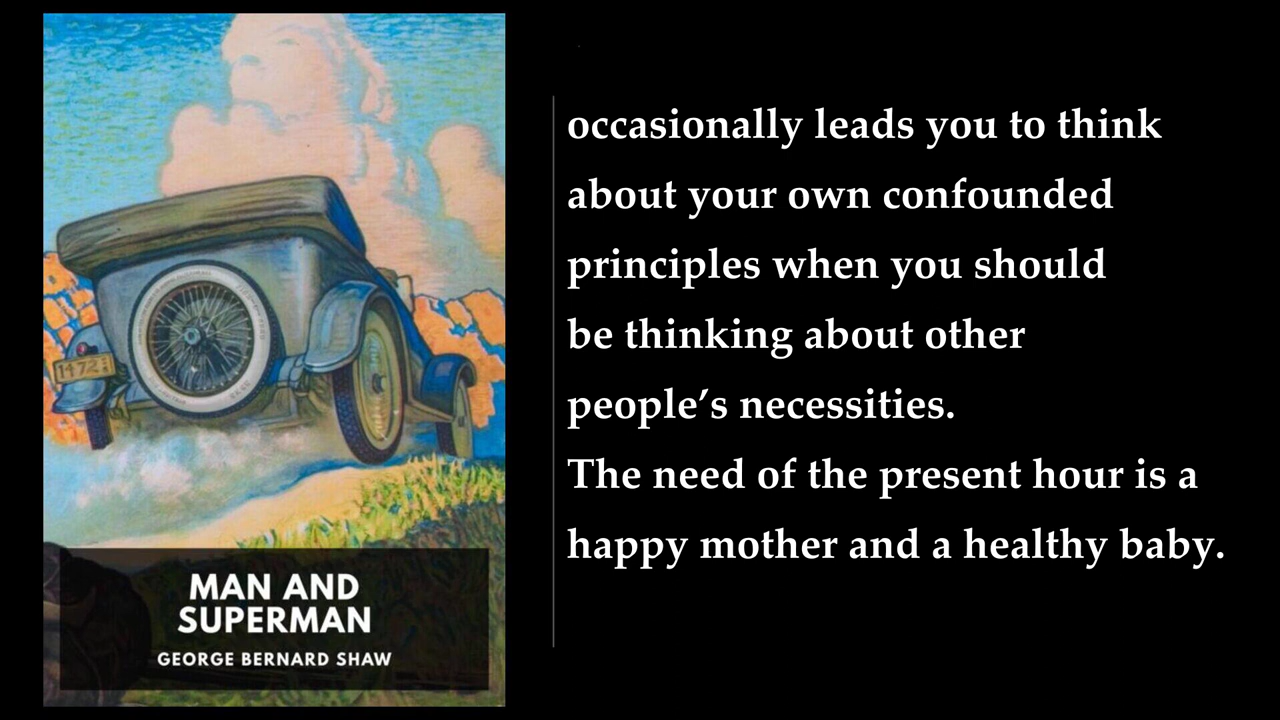 occasionally leads you to think
about your own confounded
principles when you should
be thinking about other
people’s necessities.
The need of the present hour is a
happy mother and a healthy baby.
1472
MAN AND
SUPERMAN
GEORGE BERNARD SHAW